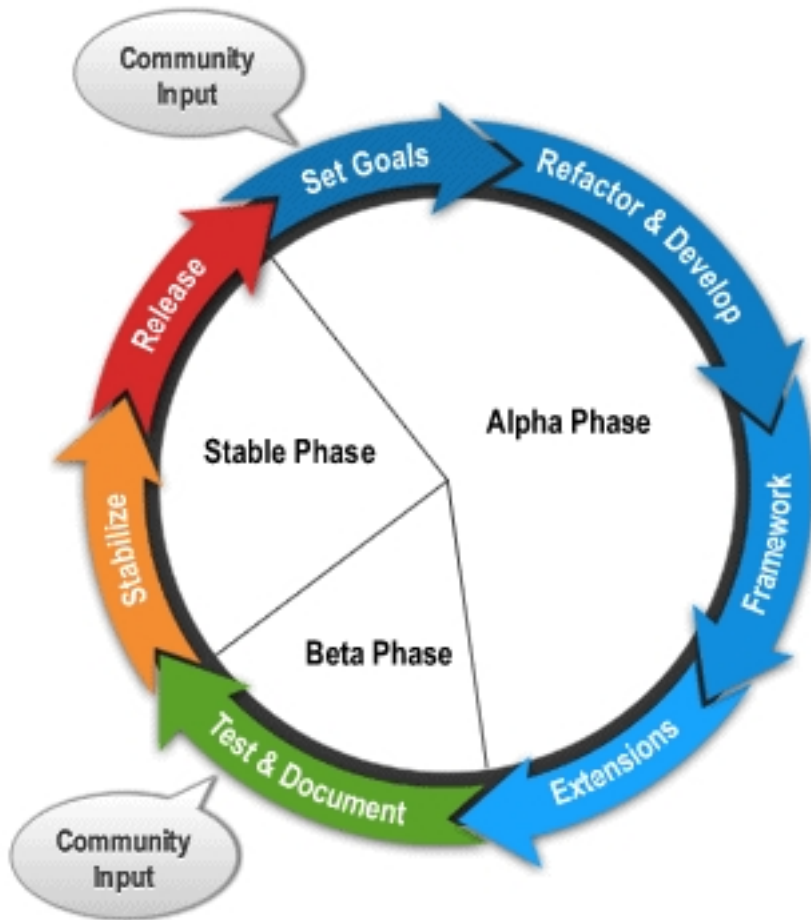 Community
Input
Set Goals
Refactor & Develop
Release
Alpha Phase
Stable Phase
Framework
Stabilize
Beta Phase
Extensions
Test & Document
Community
Input